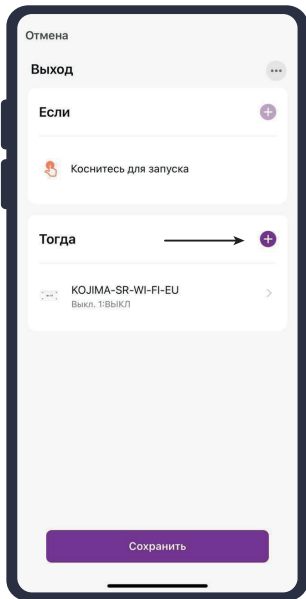 Отмена
Выход
Если
Коснитесь для запуска
Тогда
KOJIMA-SR-WI-FI-EU
Выкл. 1:ВЫКЛ
Сохранить